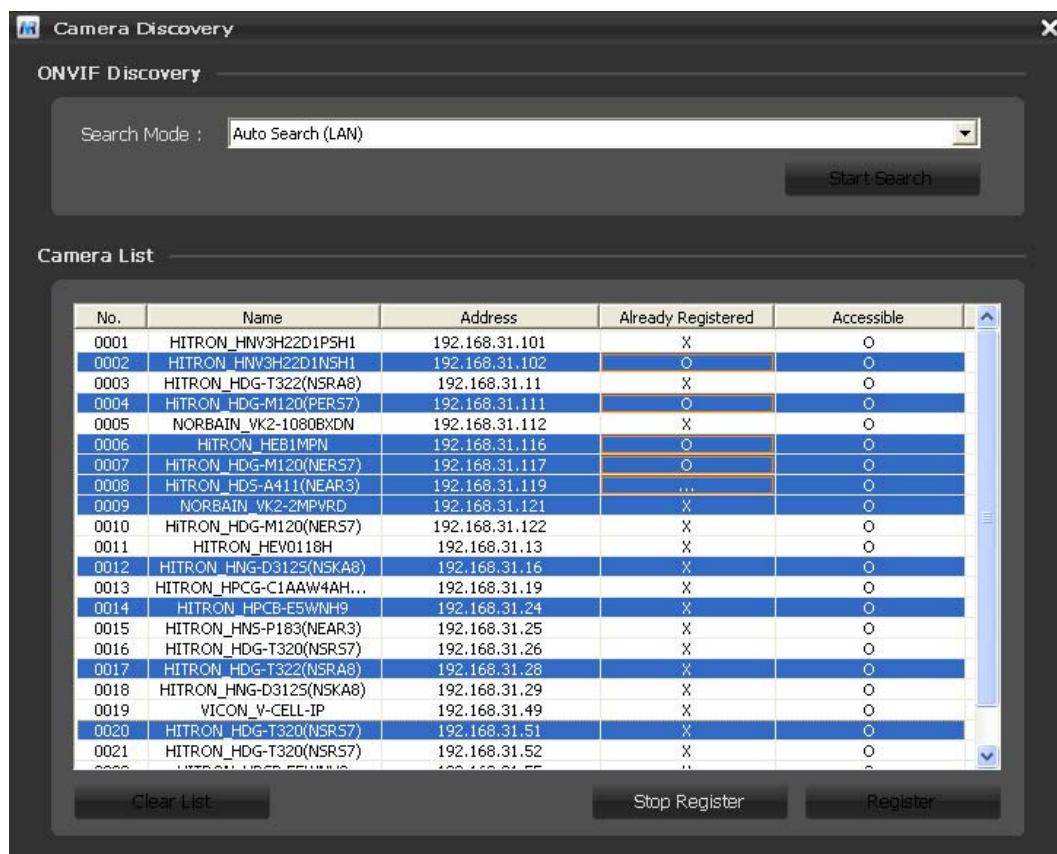 Camera Discovery
ONVIF Discovery
Search Mode : Auto Search (LAN)
Start Search
Camera List
No. Name Address Already Registered Accessible
0001 HITRON_HNV3H22D1PSH1 192.168.31.101 X O
0002 HITRON_HNV3H22D1NSH1 192.168.31.102 O O
0003 HITRON_HDG-T322(NSRA8) 192.168.31.11 X O
0004 HiTRON_HDG-M120(PERS7) 192.168.31.111 O O
0005 NORBAIN_VK2-1080BXDN 192.168.31.112 X O
0006 HiTRON_HEB1MPN 192.168.31.116 O O
0007 HiTRON_HDG-M120(NERS7) 192.168.31.117 O O
0008 HiTRON_HDS-A411(NEAR3) 192.168.31.119 ... O
0009 NORBAIN_VK2-2MPVRD 192.168.31.121 X O
0010 HiTRON_HDG-M120(NERS7) 192.168.31.122 X O
0011 HITRON_HEV0118H 192.168.31.13 X O
0012 HITRON_HNG-D312S(NSKA8) 192.168.31.16 X O
0013 HITRON_HPCG-C1AAW4AH... 192.168.31.19 X O
0014 HITRON_HPCB-E5WNH9 192.168.31.24 X O
0015 HITRON_HNS-P183(NEAR3) 192.168.31.25 X O
0016 HITRON_HDG-T320(NSRS7) 192.168.31.26 X O
0017 HITRON_HDG-T322(NSRA8) 192.168.31.28 X O
0018 HITRON_HNG-D312S(NSKA8) 192.168.31.29 X O
0019 VICON_V-CELL-IP 192.168.31.49 X O
0020 HITRON_HDG-T320(NSRS7) 192.168.31.51 X O
0021 HITRON_HDG-T320(NSRS7) 192.168.31.52 X O
Clear List Stop Register Register